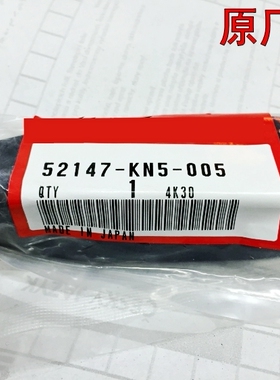 原厂
52147-KN5-005
QTY 1 4K30
MADE IN JAPAN